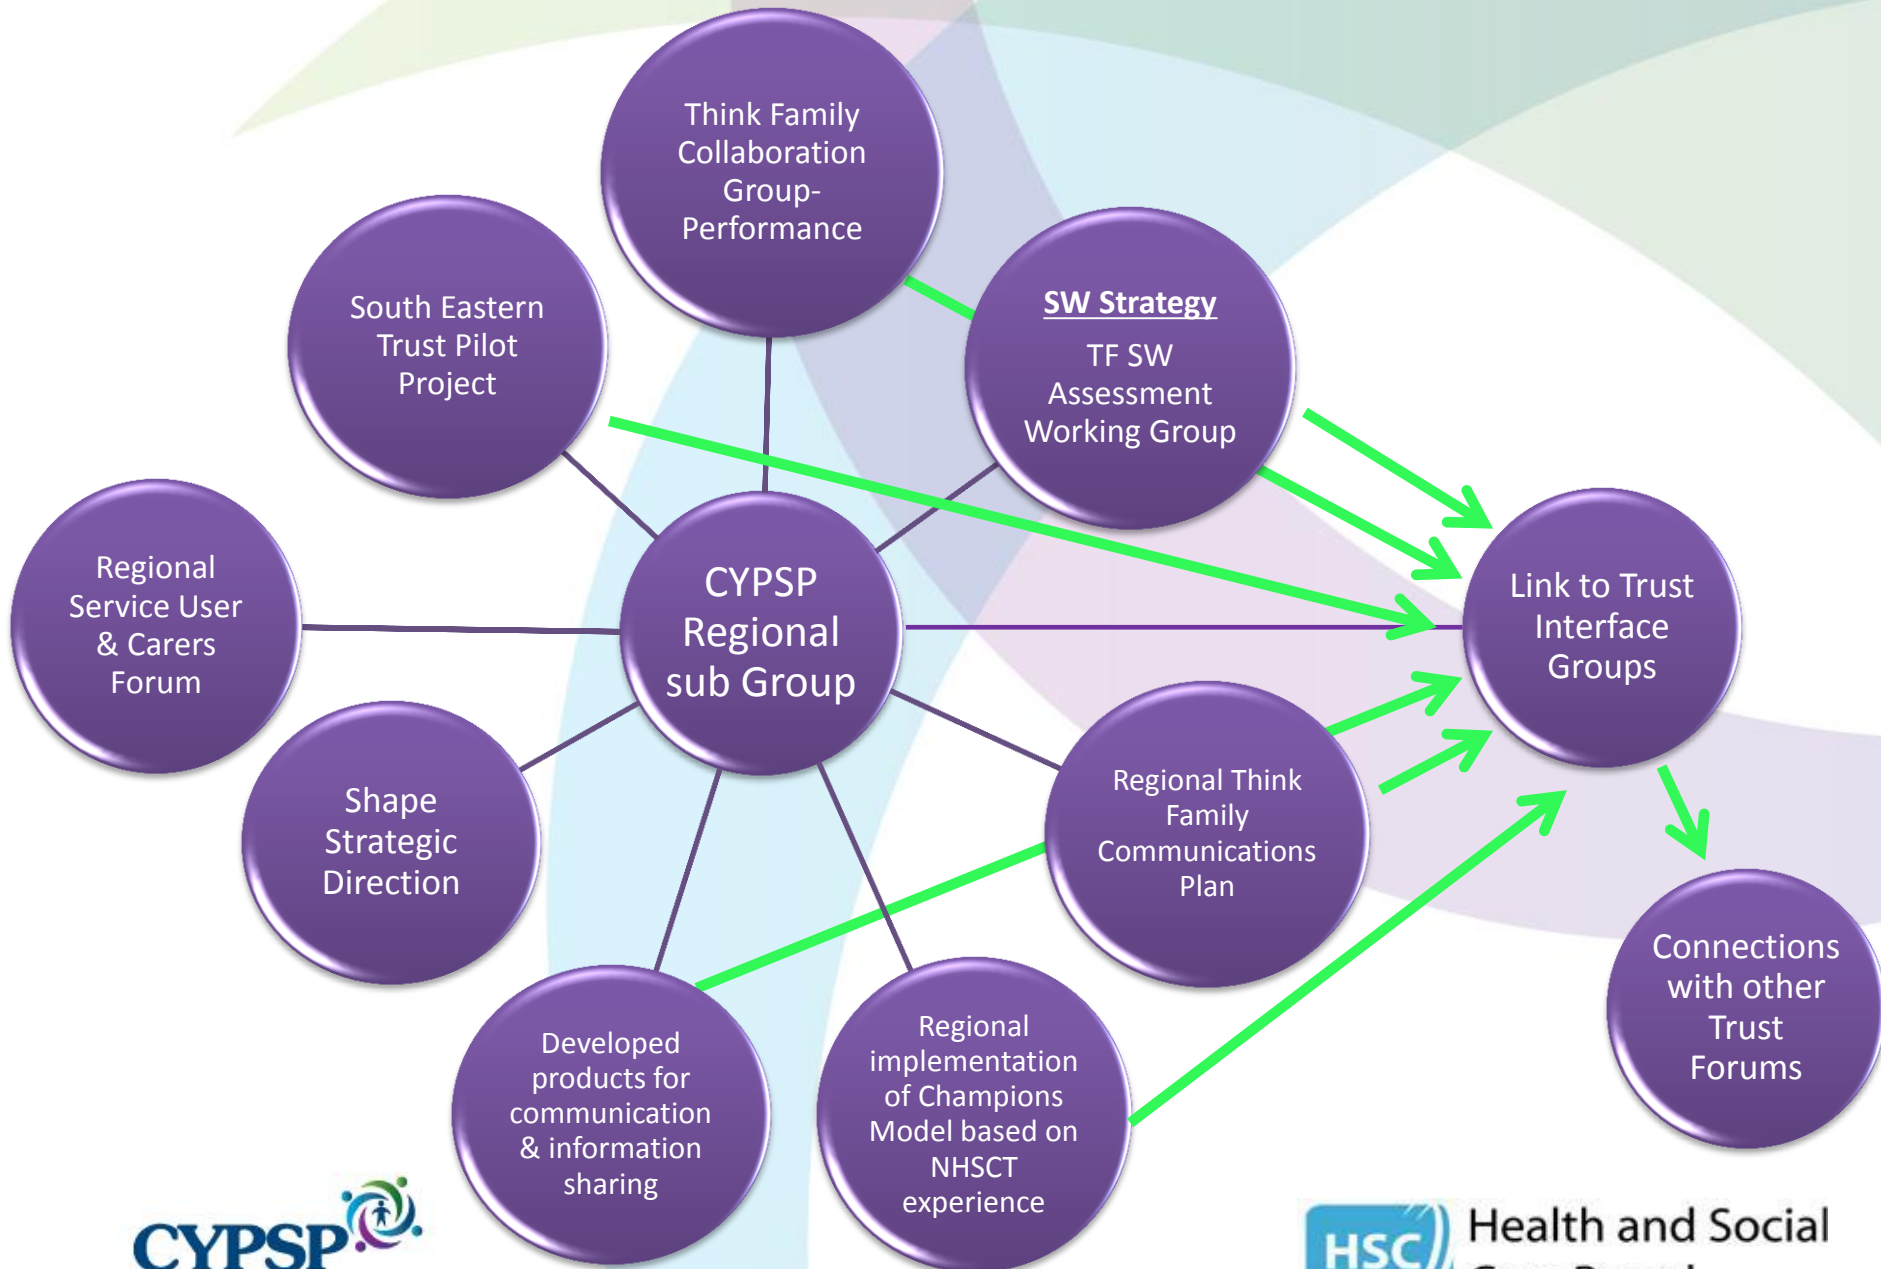 Think Family
Collaboration
Group-
Performance
South Eastern
Trust Pilot
Project
SW Strategy
TF SW
Assessment
Working Group
Regional
Service User
& Carers
Forum
CYPSP
Regional
sub Group
Link to Trust
Interface
Groups
Shape
Strategic
Direction
Regional Think
Family
Communications
Plan
Connections
with other
Trust
Forums
Developed
products for
communication
& information
sharing
Regional
implementation
of Champions
Model based on
NHSCT
experience
CYPSP
HSC
Health and Social